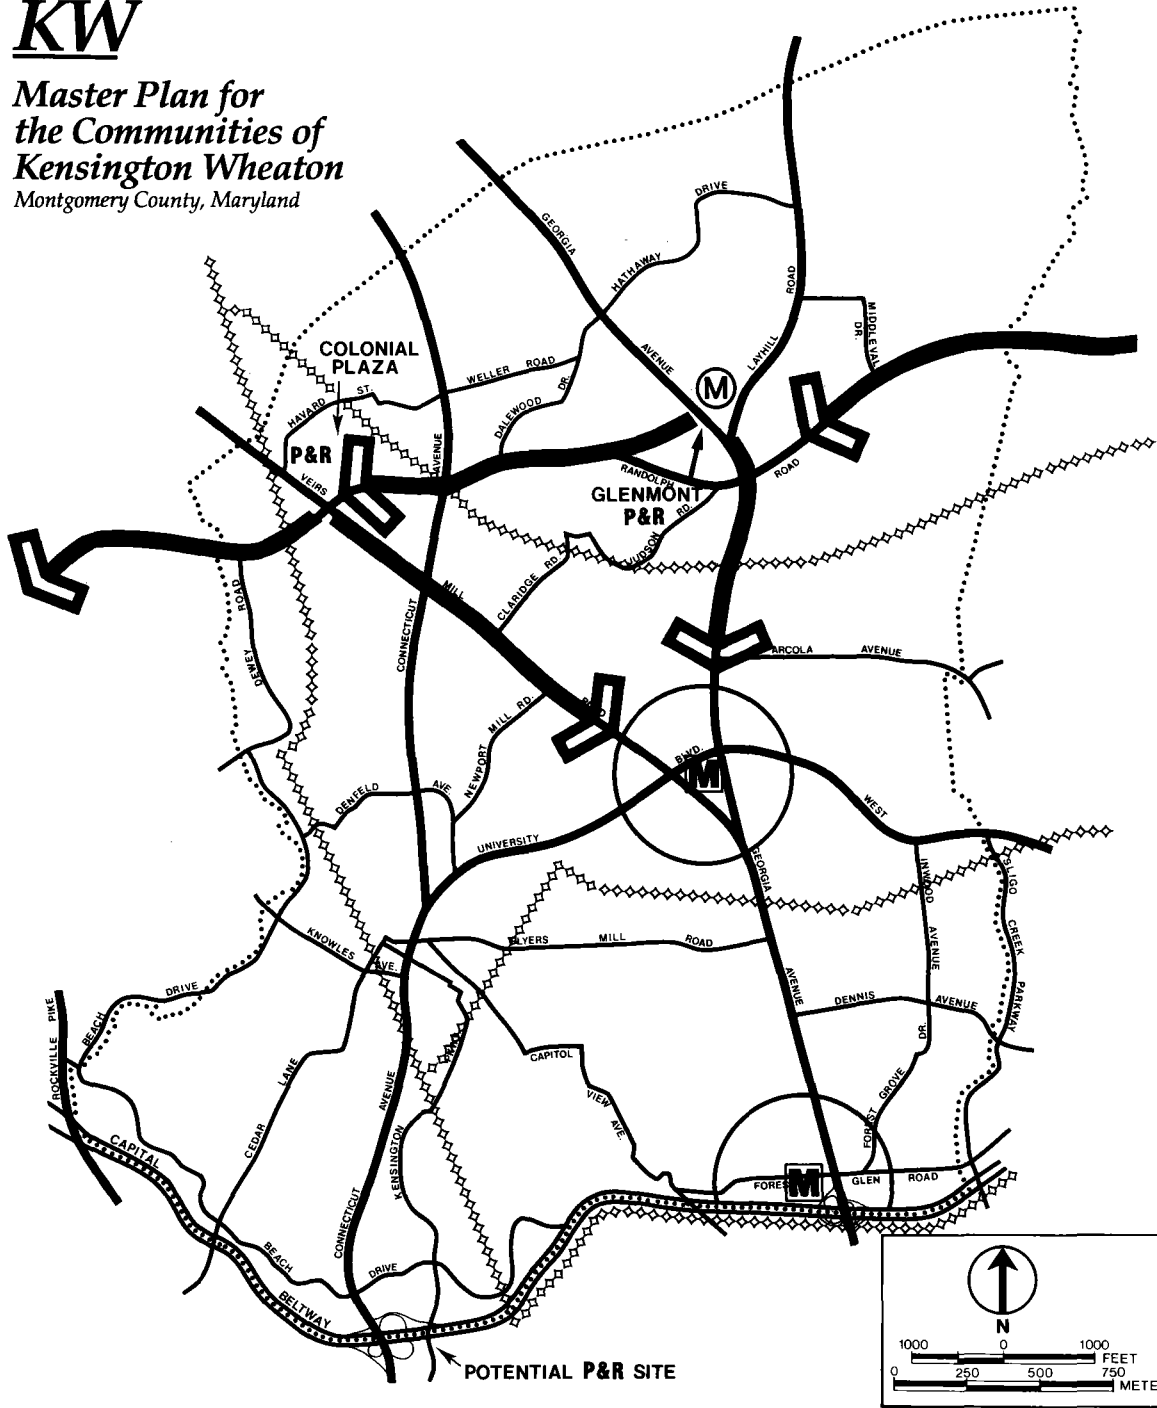 KW
Master Plan for
the Communities of
Kensington Wheaton
Montgomery County, Maryland
DRIVE
GEORGIA
HATHAWAY
ROAD
MIDDLEVALE
DR.
COLONIAL
PLAZA
AVENUE
LAYHILL
M
WELLER ROAD
HAVARD ST.
DALEWOOD DR.
P&R
AVENUE
VEIRS
RANDOLPH
ROAD
GLENMONT
P&R
RD.
JUDSON
MILL
CLARIDGE RD.
DEWEY ROAD
CONNECTICUT
ARCOLA AVENUE
NEWPORT MILL RD.
BLVD.
M
DENFELD AVE.
WEST
UNIVERSITY
GEORGIA
INWOOD
AVENUE
DR.
SLIGO
CREEK
PARKWAY
KNOWLES
AVE.
PLYERS MILL ROAD
BEACH DRIVE
AVENUE
DENNIS AVENUE
ROCKVILLE PIKE
CEDAR LANE
AVENUE
PKWY.
CAPITOL
VIEW
AVE.
KENSINGTON
FOREST GROVE
CAPITAL
FOREST
M
GLEN ROAD
CONNECTICUT
BEACH DRIVE
BELTWAY
POTENTIAL P&R SITE
N
1000 0 1000
FEET
0 250 500 750
METE